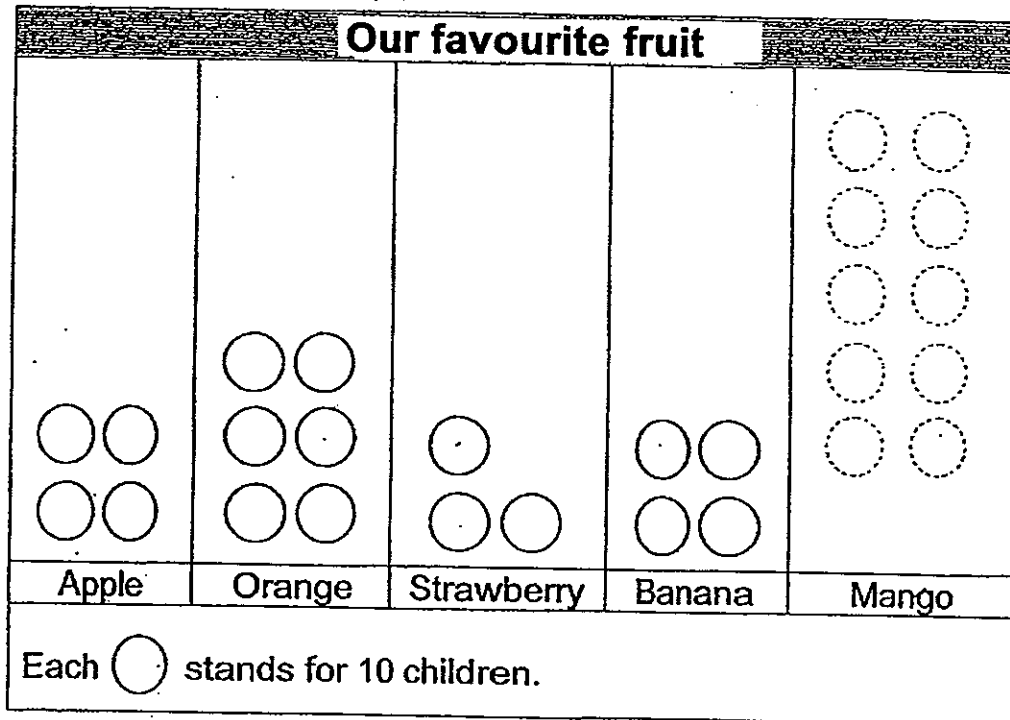 Our favourite fruit
Apple Orange Strawberry Banana Mango
Each stands for 10 children.